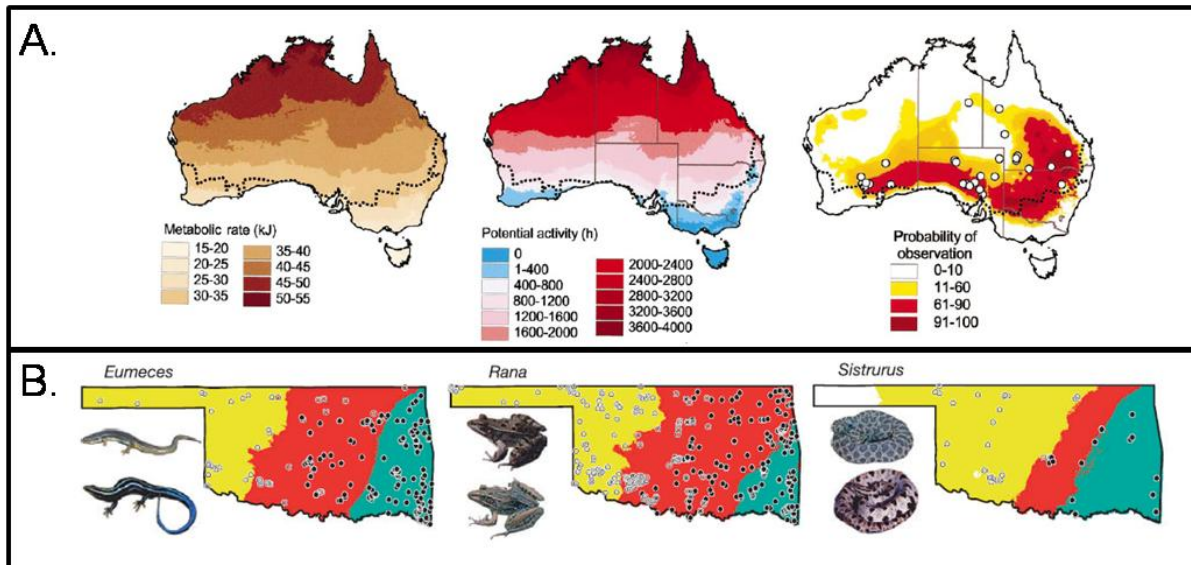 A.
Metabolic rate (kJ)
15-20
20-25
25-30
30-35
35-40
40-45
45-50
50-55
Potential activity (h)
0
1-400
400-800
800-1200
1200-1600
1600-2000
2000-2400
2400-2800
2800-3200
3200-3600
3600-4000
Probability of
observation
0-10
11-60
61-90
91-100
B.
Eumeces
Rana
Sistrurus